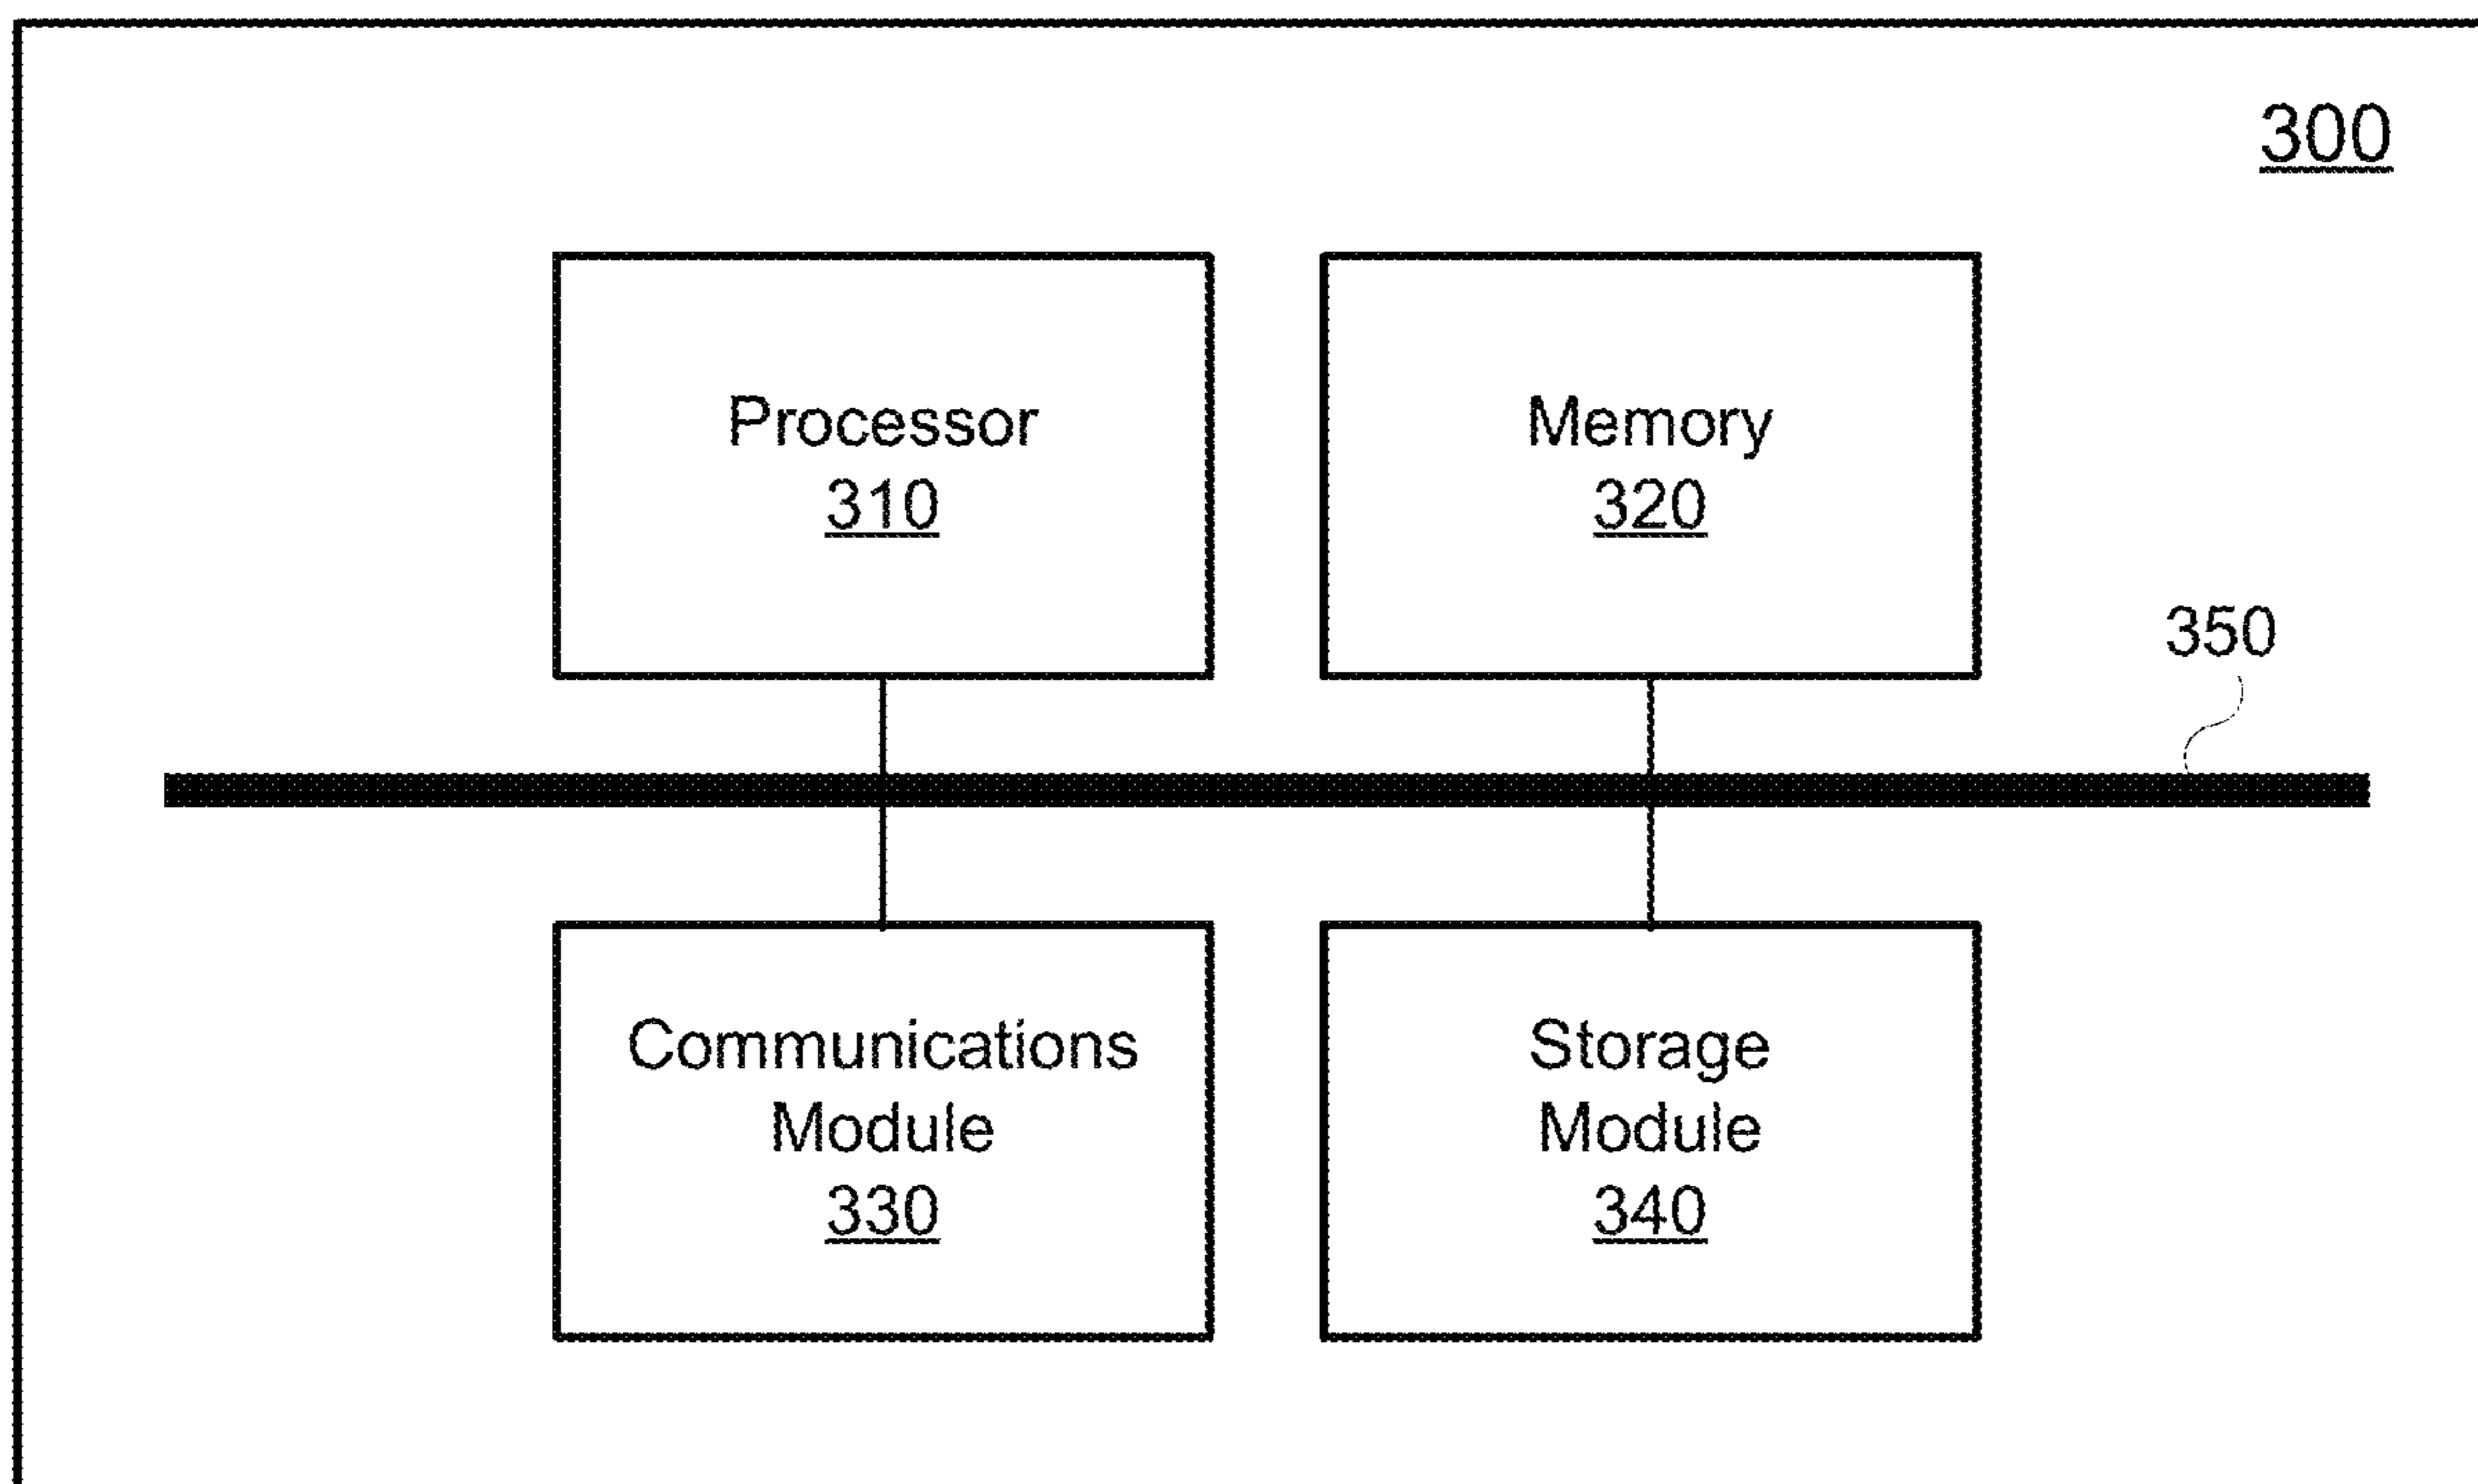 300
Processor
310
Memory
320
350
Communications
Module
330
Storage
Module
340